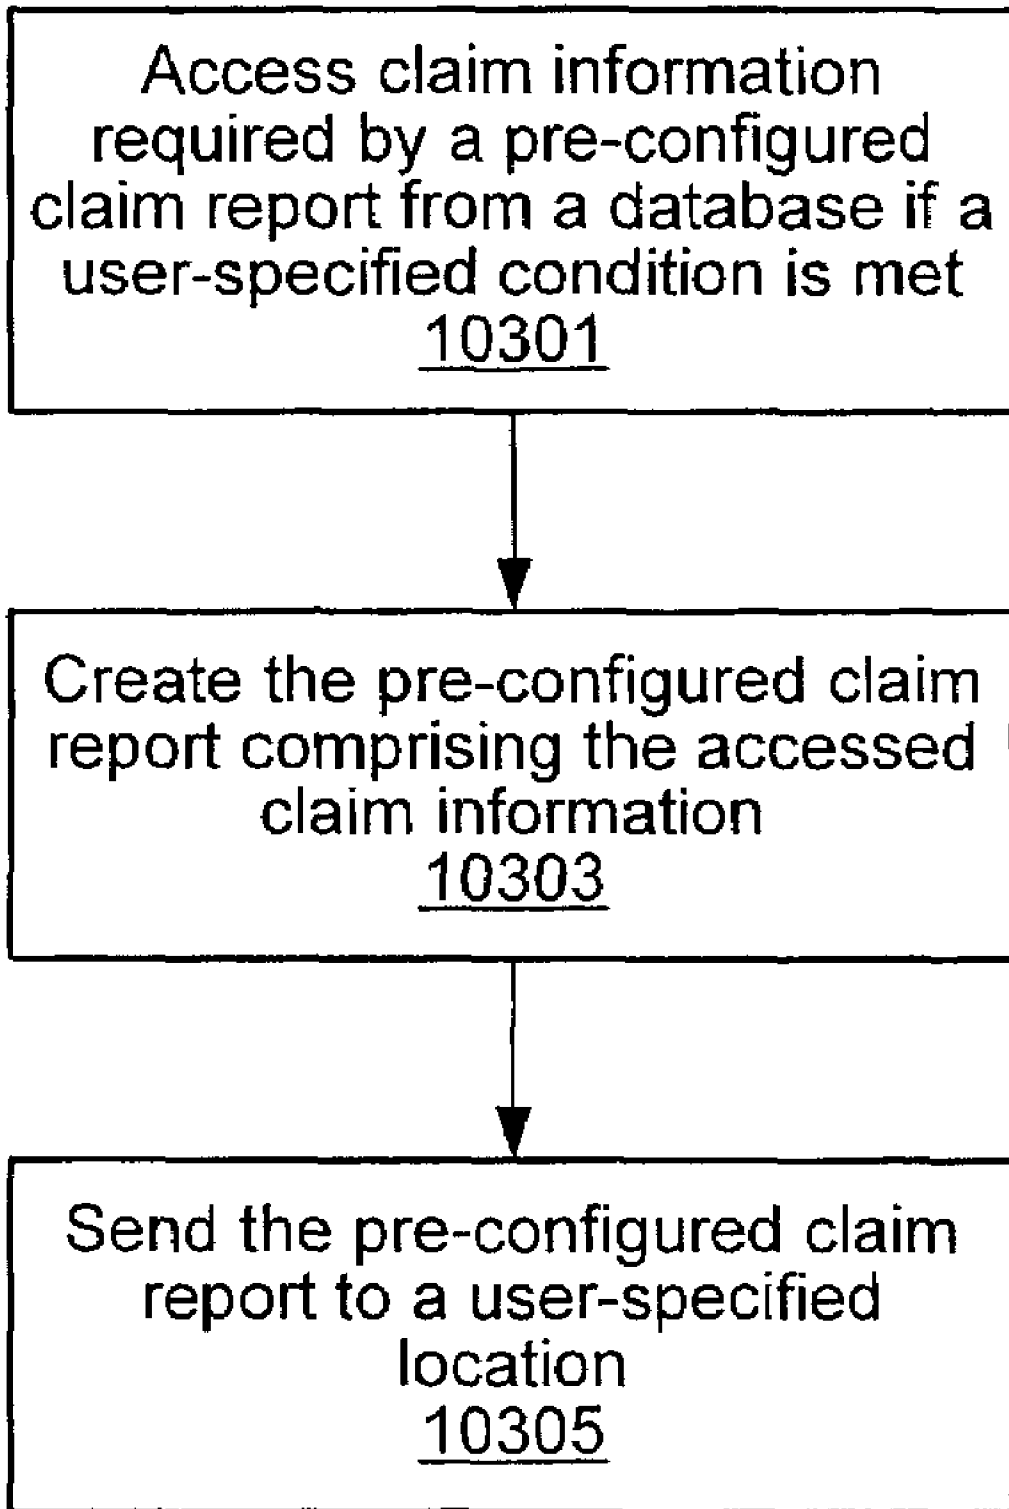 Access claim information
required by a pre-configured
claim report from a database if a
user-specified condition is met
10301
Create the pre-configured claim
report comprising the accessed
claim information
10303
Send the pre-configured claim
report to a user-specified
location
10305